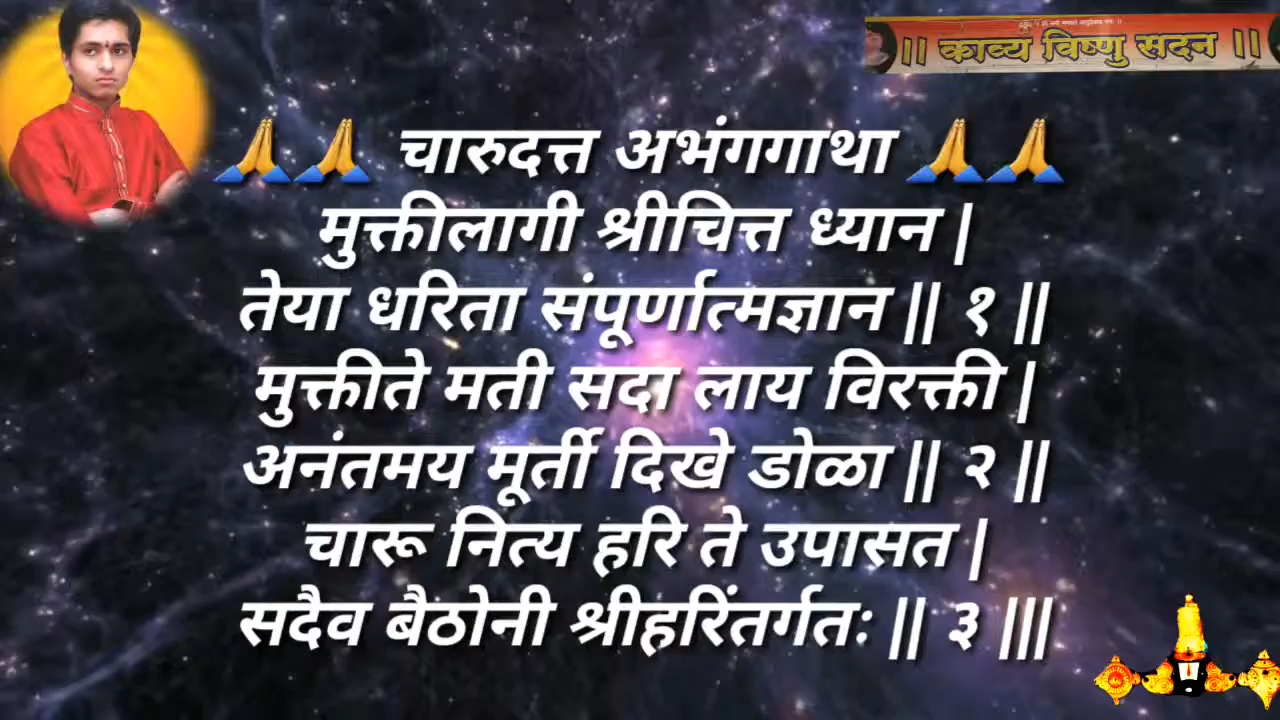 || काव्य विष्णु सदन ||
🙏🙏 चारुदत्त अभंगगाथा 🙏🙏
मुक्तीलागी श्रीचित्त ध्यान |
तेया धरिता संपूर्णात्मज्ञान || १ ||
मुक्तीते मती सदा लाय विरक्ती |
अनंतमय मूर्ती दिखे डोळा || २ ||
चारू नित्य हरि ते उपासत |
सदैव बैठोनी श्रीहरिंतर्गतः || ३ |||